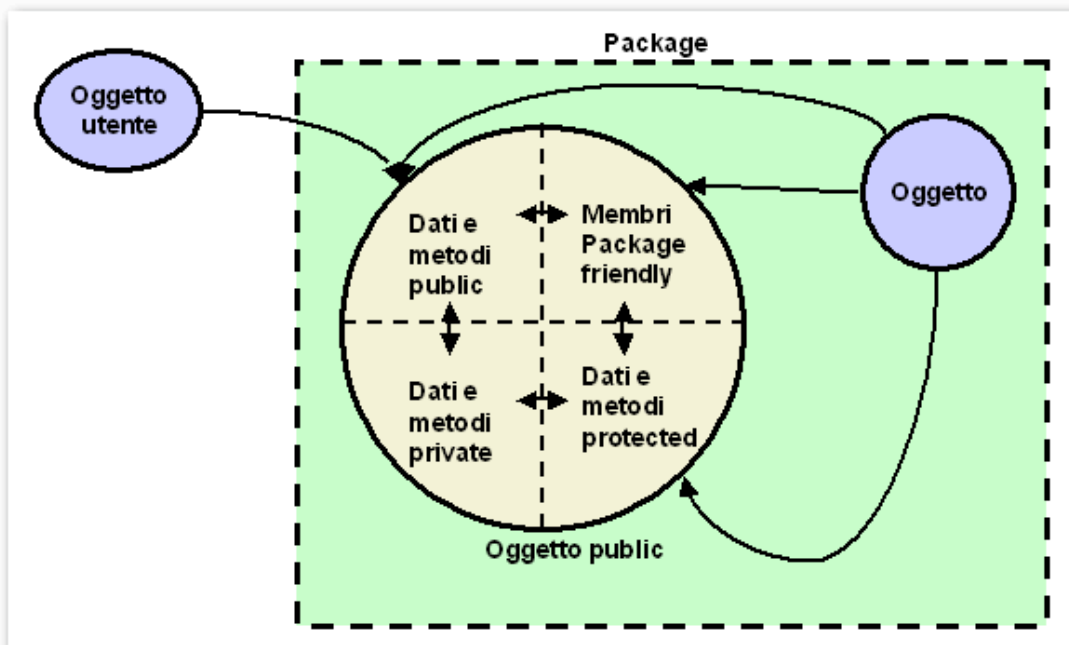 Package
Oggetto
utente
Oggetto
Dati e
metodi
public
Membri
Package
friendly
Dati e
metodi
private
Dati e
metodi
protected
Oggetto public